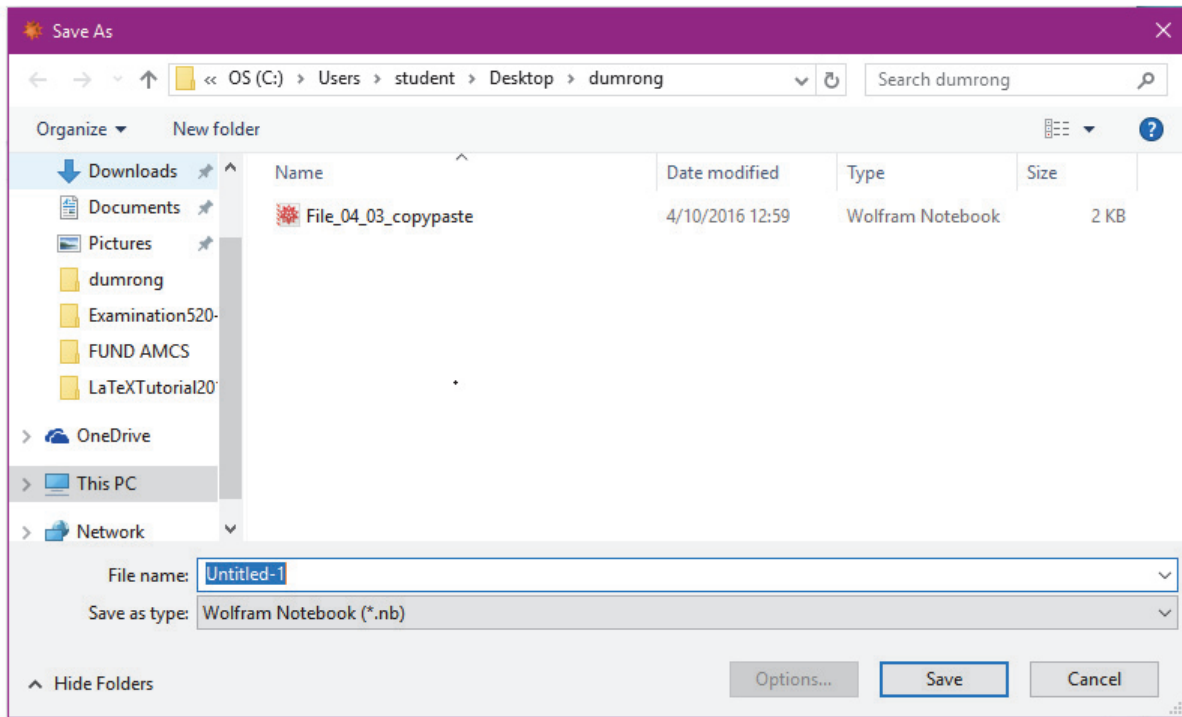 Save As
« OS (C:) › Users › student › Desktop › dumrong
Search dumrong
Organize
New folder
Downloads
Documents
Pictures
dumrong
Examination520-
FUND AMCS
LaTeXTutorial20
OneDrive
This PC
Network
Name Date modified Type Size
File_04_03_copypaste 4/10/2016 12:59 Wolfram Notebook 2 KB
File name: Untitled-1
Save as type: Wolfram Notebook (*.nb)
Hide Folders
Options... Save Cancel